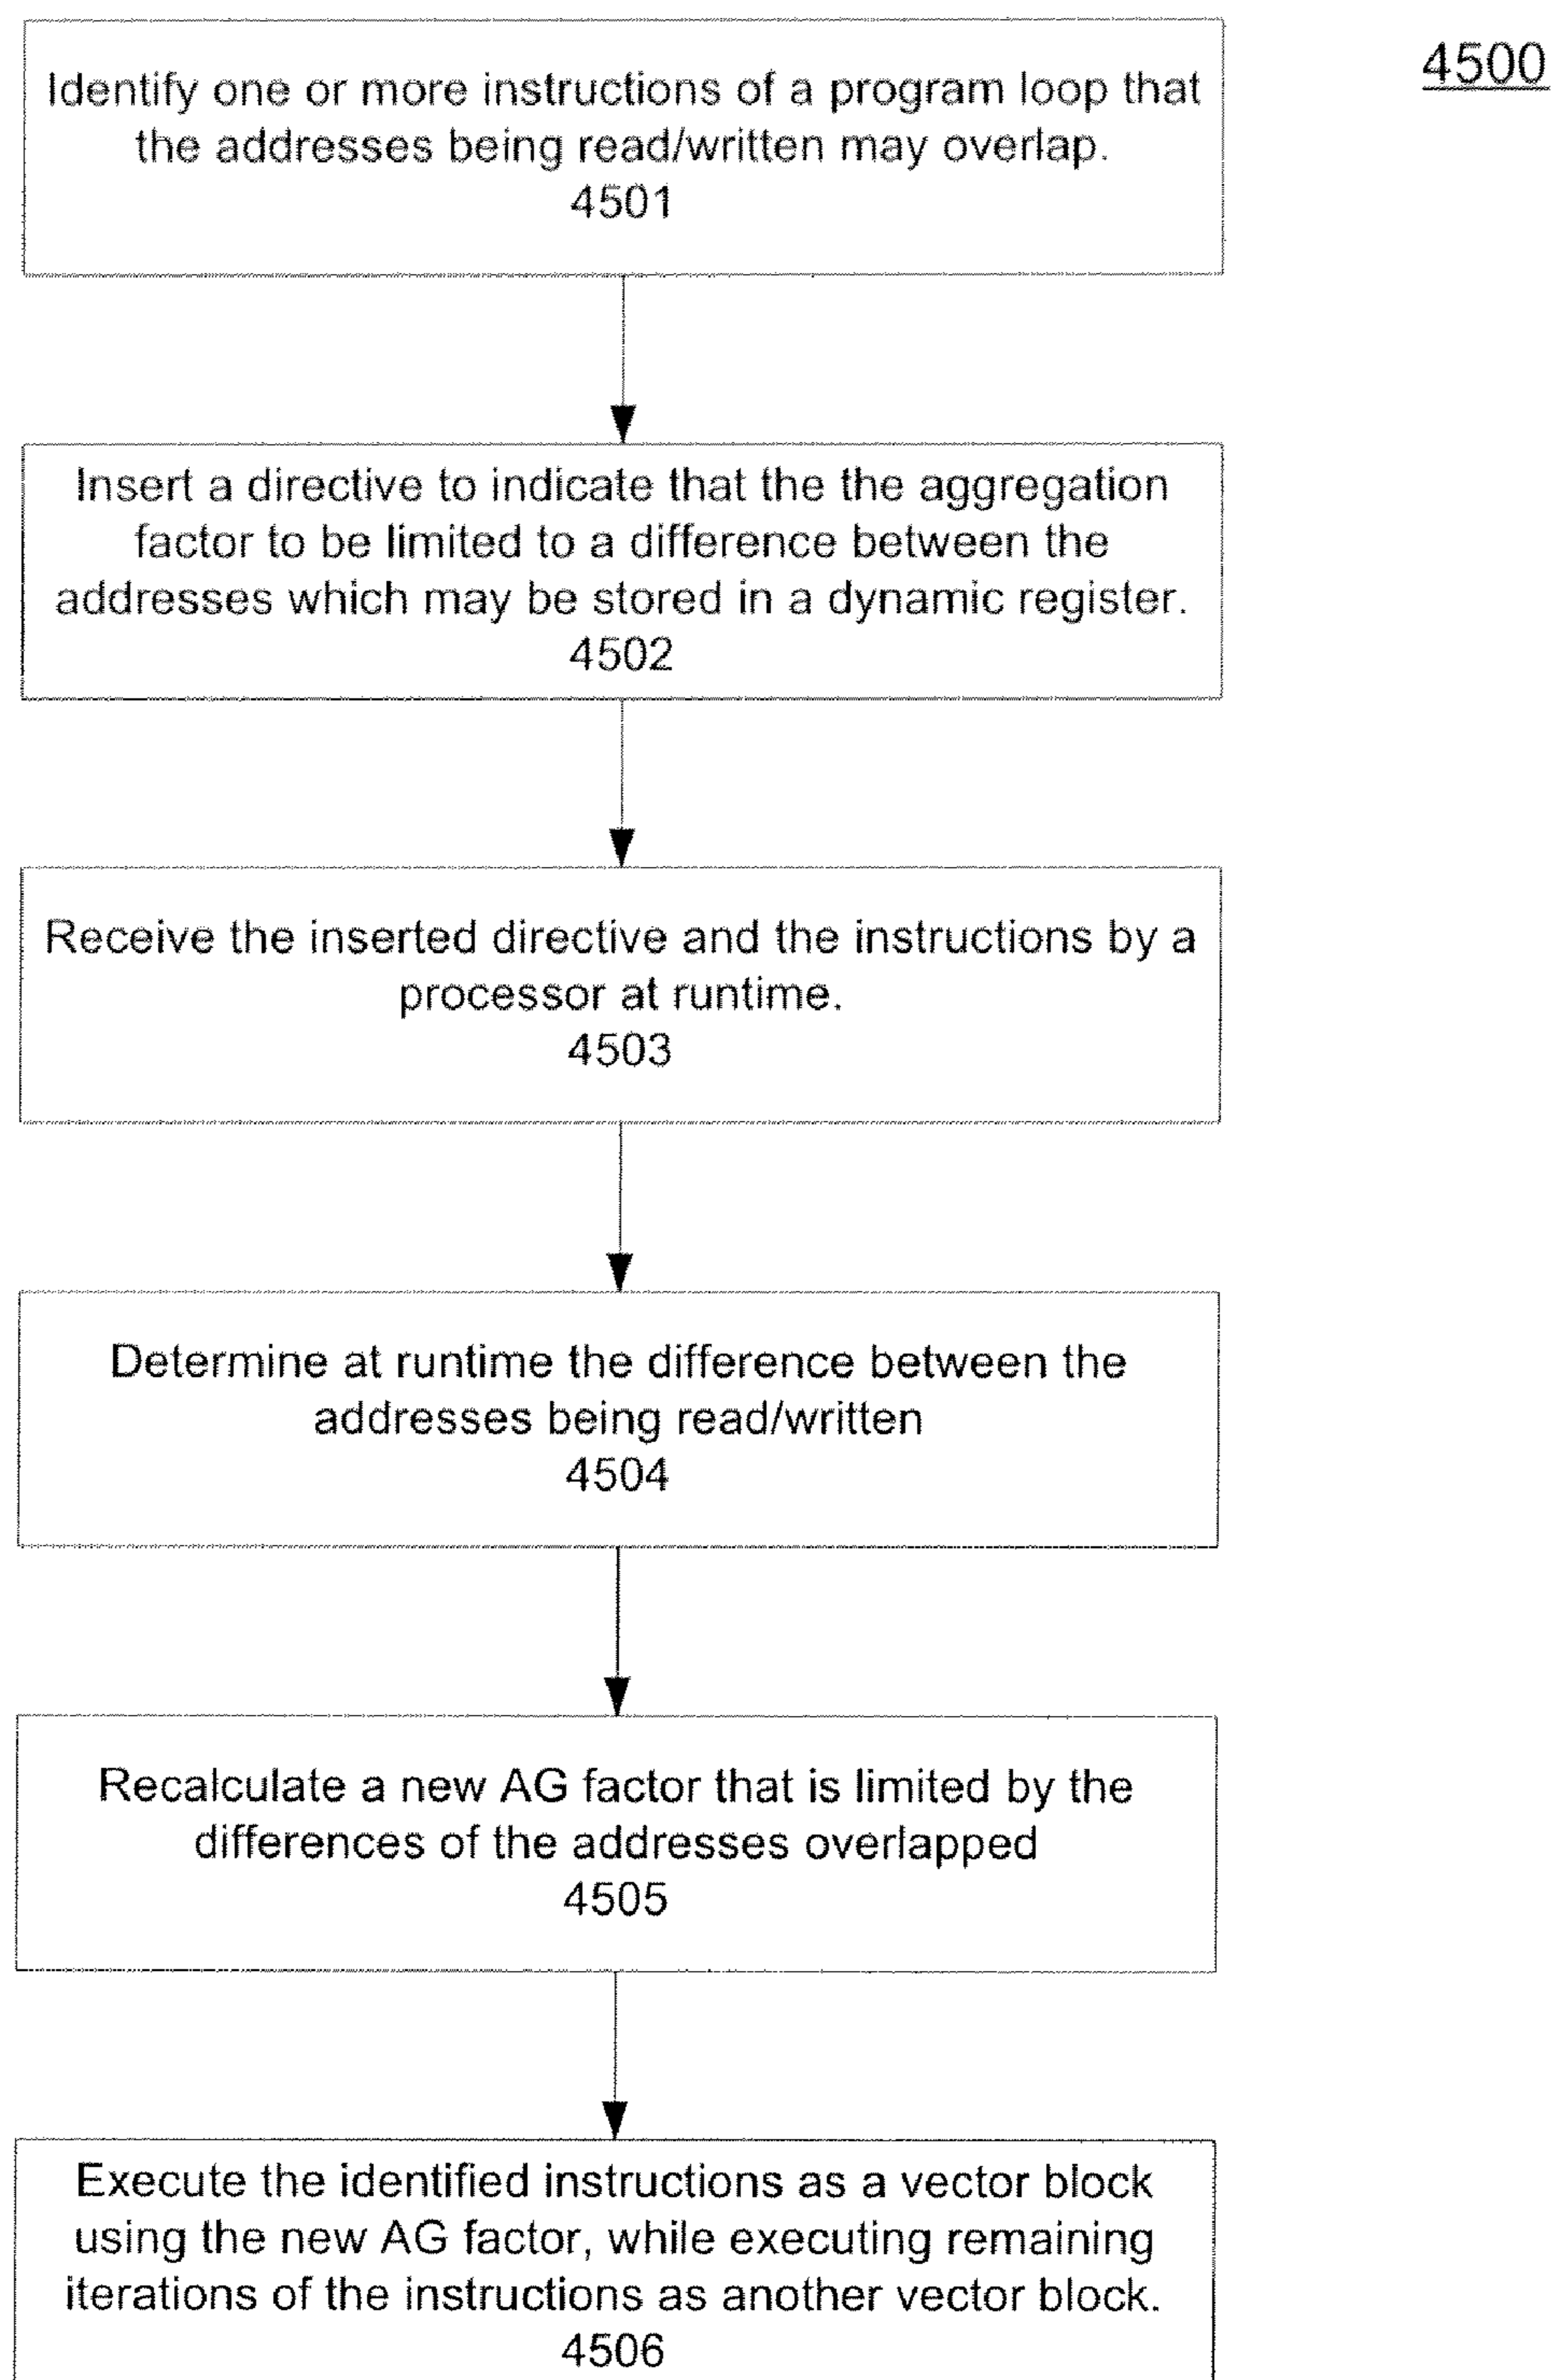 4500
Identify one or more instructions of a program loop that
the addresses being read/written may overlap.
4501
Insert a directive to indicate that the the aggregation
factor to be limited to a difference between the
addresses which may be stored in a dynamic register.
4502
Receive the inserted directive and the instructions by a
processor at runtime.
4503
Determine at runtime the difference between the
addresses being read/written
4504
Recalculate a new AG factor that is limited by the
differences of the addresses overlapped
4505
Execute the identified instructions as a vector block
using the new AG factor, while executing remaining
iterations of the instructions as another vector block.
4506